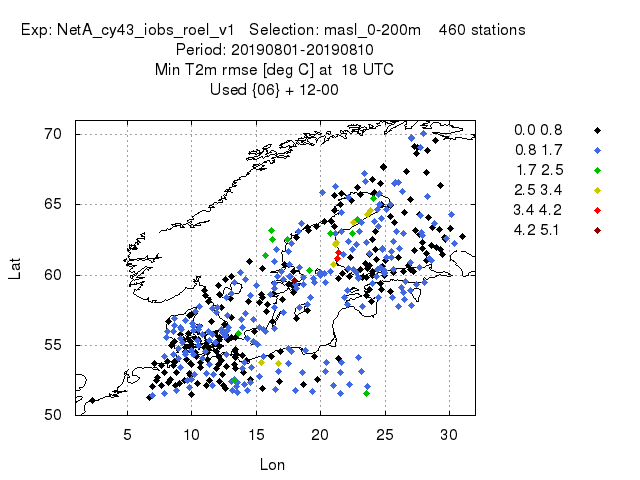 Exp: NetA_cy43_iobs_roel_v1 Selection: masl_0-200m 460 stations
Period: 20190801-20190810
Min T2m rmse [deg C] at 18 UTC
Used {06} + 12-00
0.0 0.8
0.8 1.7
1.7 2.5
2.5 3.4
3.4 4.2
4.2 5.1
70
65
60
55
50
Lat
5 10 15 20 25 30
Lon